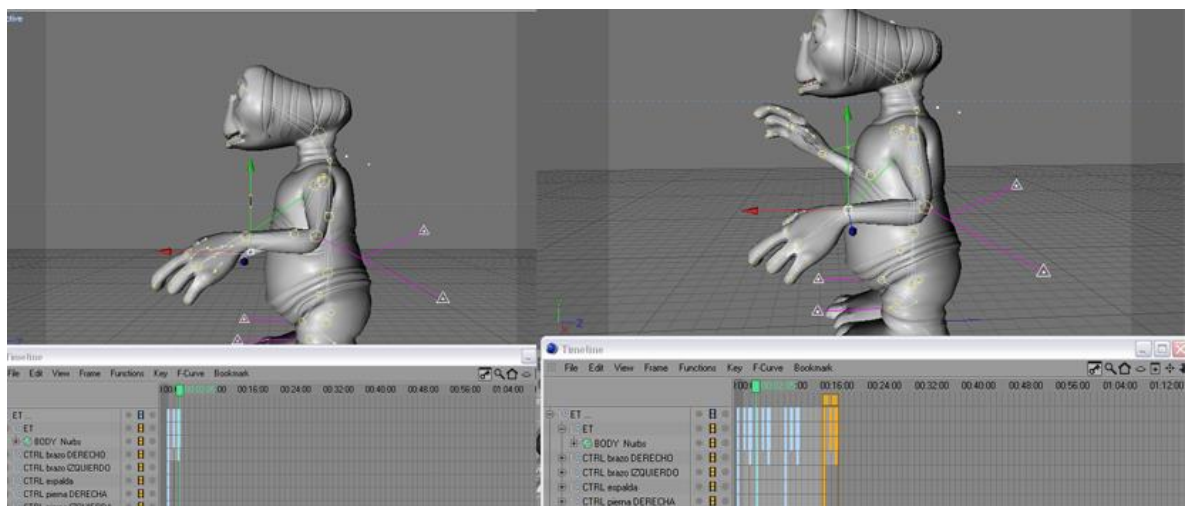 Timeline
File Edit View Frame Functions Key F-Curve Bookmark
00:16:00 00:24:00 00:32:00 00:40:00 00:48:00 00:56:00 01:04:00
ET ...
ET
BODY Nurbs
CTRL brazo DERECHO
CTRL brazo IZQUIERDO
CTRL espalda
CTRL pierna DERECHA
Z
Timeline
File Edit View Frame Functions Key F-Curve Bookmark
00:16:00 00:24:00 00:32:00 00:40:00 00:48:00 00:56:00 01:04:00 01:12:00
ET ...
ET
BODY Nurbs
CTRL brazo DERECHO
CTRL brazo IZQUIERDO
CTRL espalda
CTRL pierna DERECHA